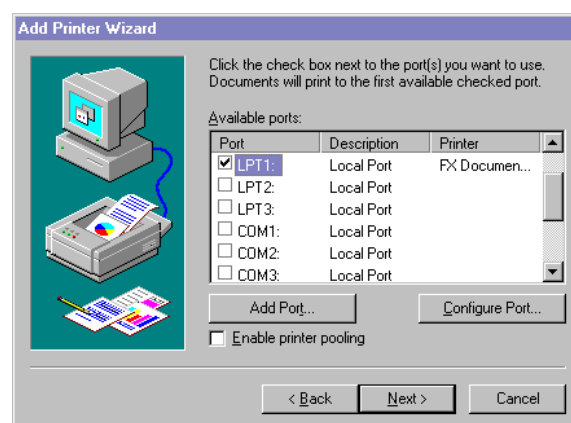 Add Printer Wizard
Click the check box next to the port(s) you want to use.
Documents will print to the first available checked port.
Available ports:
Port Description Printer
LPT1: Local Port FX Documen...
LPT2: Local Port
LPT3: Local Port
COM1: Local Port
COM2: Local Port
COM3: Local Port
Add Port... Configure Port...
Enable printer pooling
< Back Next > Cancel